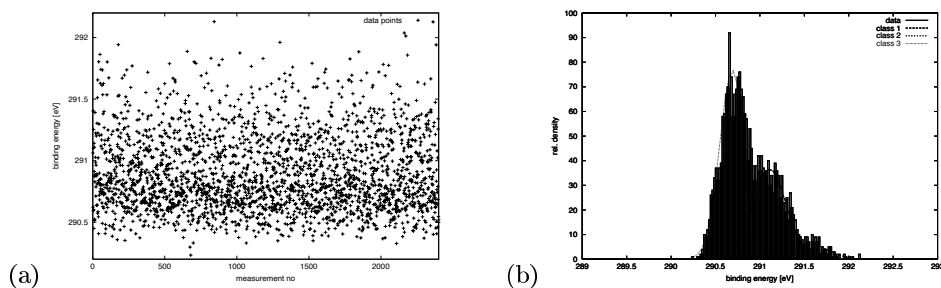 (a)
binding energy [eV]
292
291.5
291
290.5
data points
0 500 1000 1500 2000
measurement no
(b)
rel. density
100
90
80
70
60
50
40
30
20
10
0
data
class 1
class 2
class 3
289 289.5 290 290.5 291 291.5 292 292.5 293
binding energy [eV]